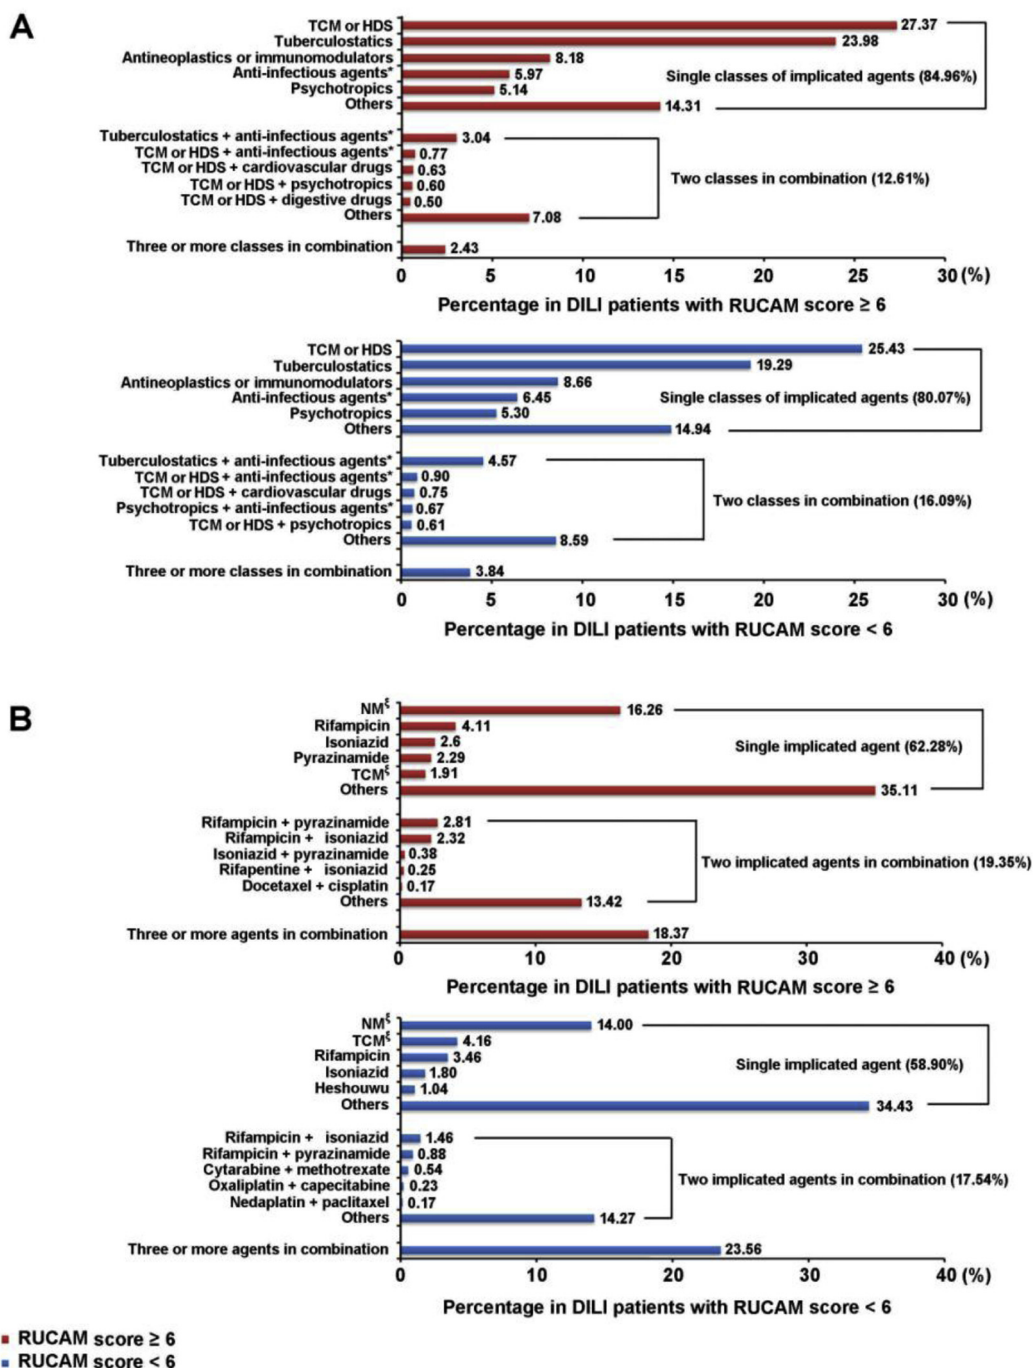 A
TCM or HDS 27.37
Tuberculostatics 23.98
Antineoplastics or immunomodulators 8.18
Anti-infectious agents* 5.97
Psychotropics 5.14
Others 14.31
Single classes of implicated agents (84.96%)
Tuberculostatics + anti-infectious agents* 3.04
TCM or HDS + anti-infectious agents* 0.77
TCM or HDS + cardiovascular drugs 0.63
TCM or HDS + psychotropics 0.60
TCM or HDS + digestive drugs 0.50
Others 7.08
Two classes in combination (12.61%)
Three or more classes in combination 2.43
0 5 10 15 20 25 30 (%)
Percentage in DILI patients with RUCAM score ≥ 6
TCM or HDS 25.43
Tuberculostatics 19.29
Antineoplastics or immunomodulators 8.66
Anti-infectious agents* 6.45
Psychotropics 5.30
Others 14.94
Single classes of implicated agents (80.07%)
Tuberculostatics + anti-infectious agents* 4.57
TCM or HDS + anti-infectious agents* 0.90
TCM or HDS + cardiovascular drugs 0.75
Psychotropics + anti-infectious agents* 0.67
TCM or HDS + psychotropics 0.61
Others 8.59
Two classes in combination (16.09%)
Three or more classes in combination 3.84
0 5 10 15 20 25 30 (%)
Percentage in DILI patients with RUCAM score < 6
B
NM§ 16.26
Rifampicin 4.11
Isoniazid 2.6
Pyrazinamide 2.29
TCM§ 1.91
Others 35.11
Single implicated agent (62.28%)
Rifampicin + pyrazinamide 2.81
Rifampicin + isoniazid 2.32
Isoniazid + pyrazinamide 0.38
Rifapentine + isoniazid 0.25
Docetaxel + cisplatin 0.17
Others 13.42
Two implicated agents in combination (19.35%)
Three or more agents in combination 18.37
0 10 20 30 40 (%)
Percentage in DILI patients with RUCAM score ≥ 6
NM§ 14.00
TCM§ 4.16
Rifampicin 3.46
Isoniazid 1.80
Heshouwu 1.04
Others 34.43
Single implicated agent (58.90%)
Rifampicin + isoniazid 1.46
Rifampicin + pyrazinamide 0.88
Cytarabine + methotrexate 0.54
Oxaliplatin + capecitabine 0.23
Nedaplatin + paclitaxel 0.17
Others 14.27
Two implicated agents in combination (17.54%)
Three or more agents in combination 23.56
0 10 20 30 40 (%)
Percentage in DILI patients with RUCAM score < 6
RUCAM score ≥ 6
RUCAM score < 6